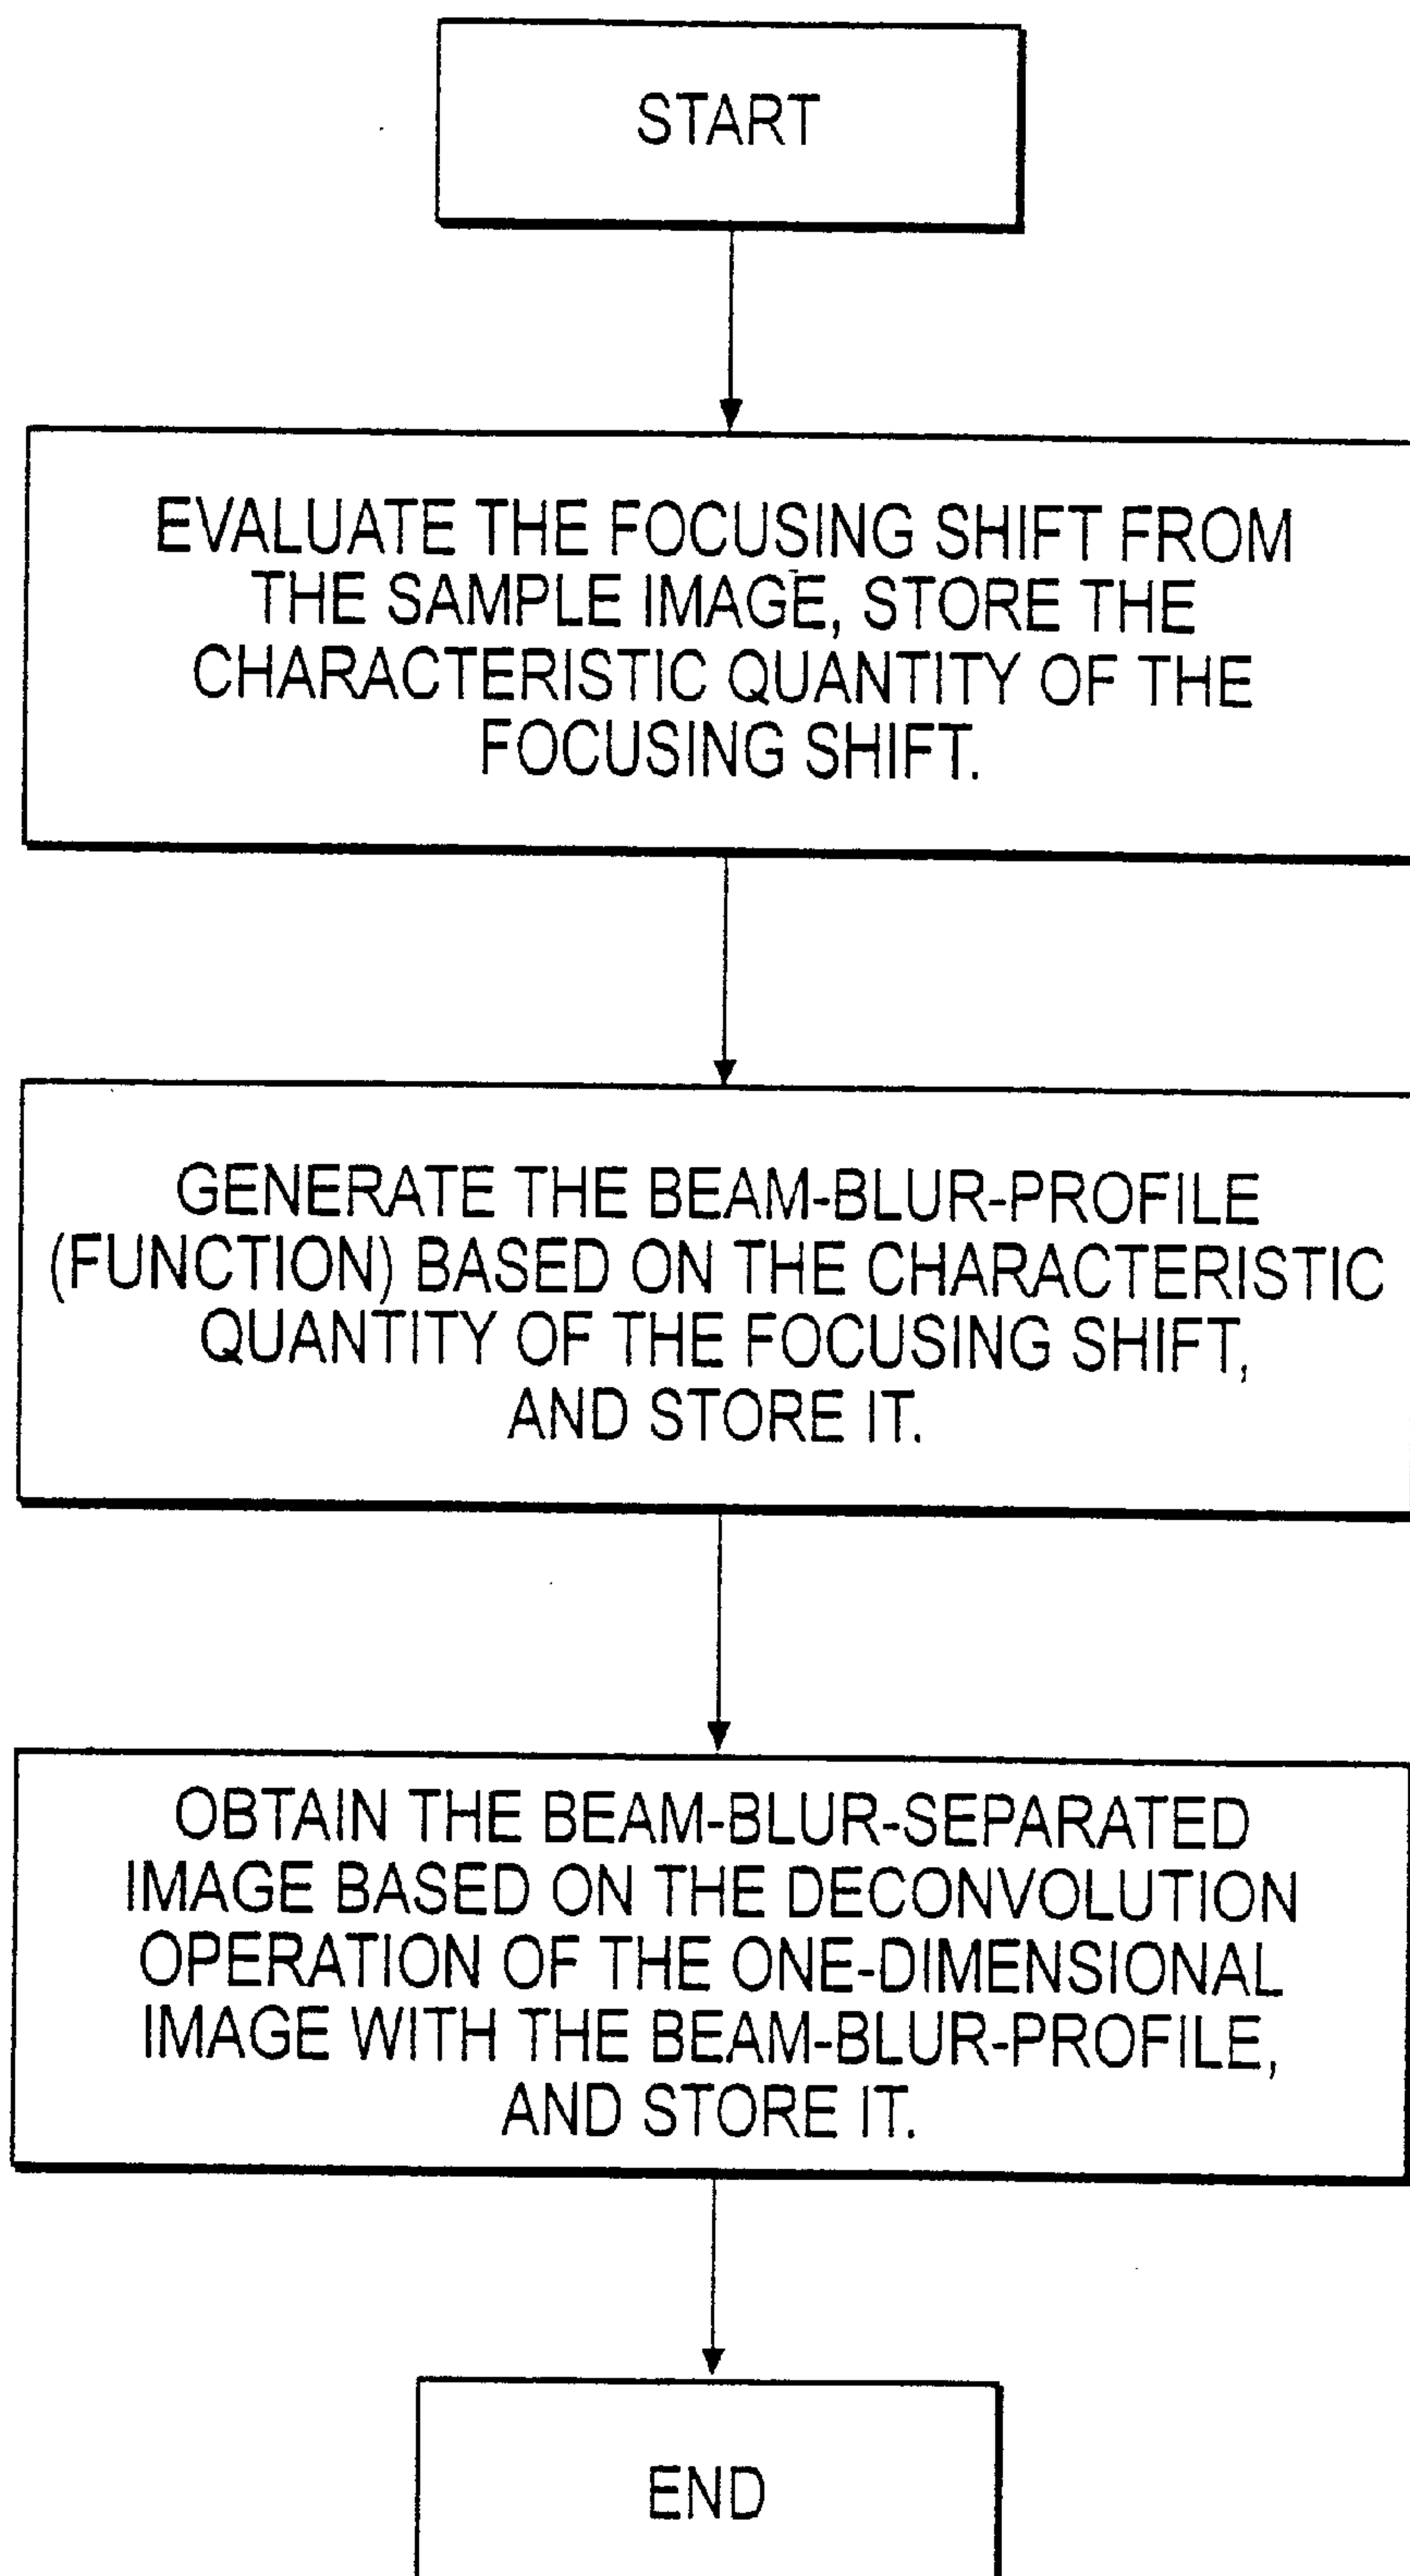 START
EVALUATE THE FOCUSING SHIFT FROM
THE SAMPLE IMAGE, STORE THE
CHARACTERISTIC QUANTITY OF THE
FOCUSING SHIFT.
GENERATE THE BEAM-BLUR-PROFILE
(FUNCTION) BASED ON THE CHARACTERISTIC
QUANTITY OF THE FOCUSING SHIFT,
AND STORE IT.
OBTAIN THE BEAM-BLUR-SEPARATED
IMAGE BASED ON THE DECONVOLUTION
OPERATION OF THE ONE-DIMENSIONAL
IMAGE WITH THE BEAM-BLUR-PROFILE,
AND STORE IT.
END